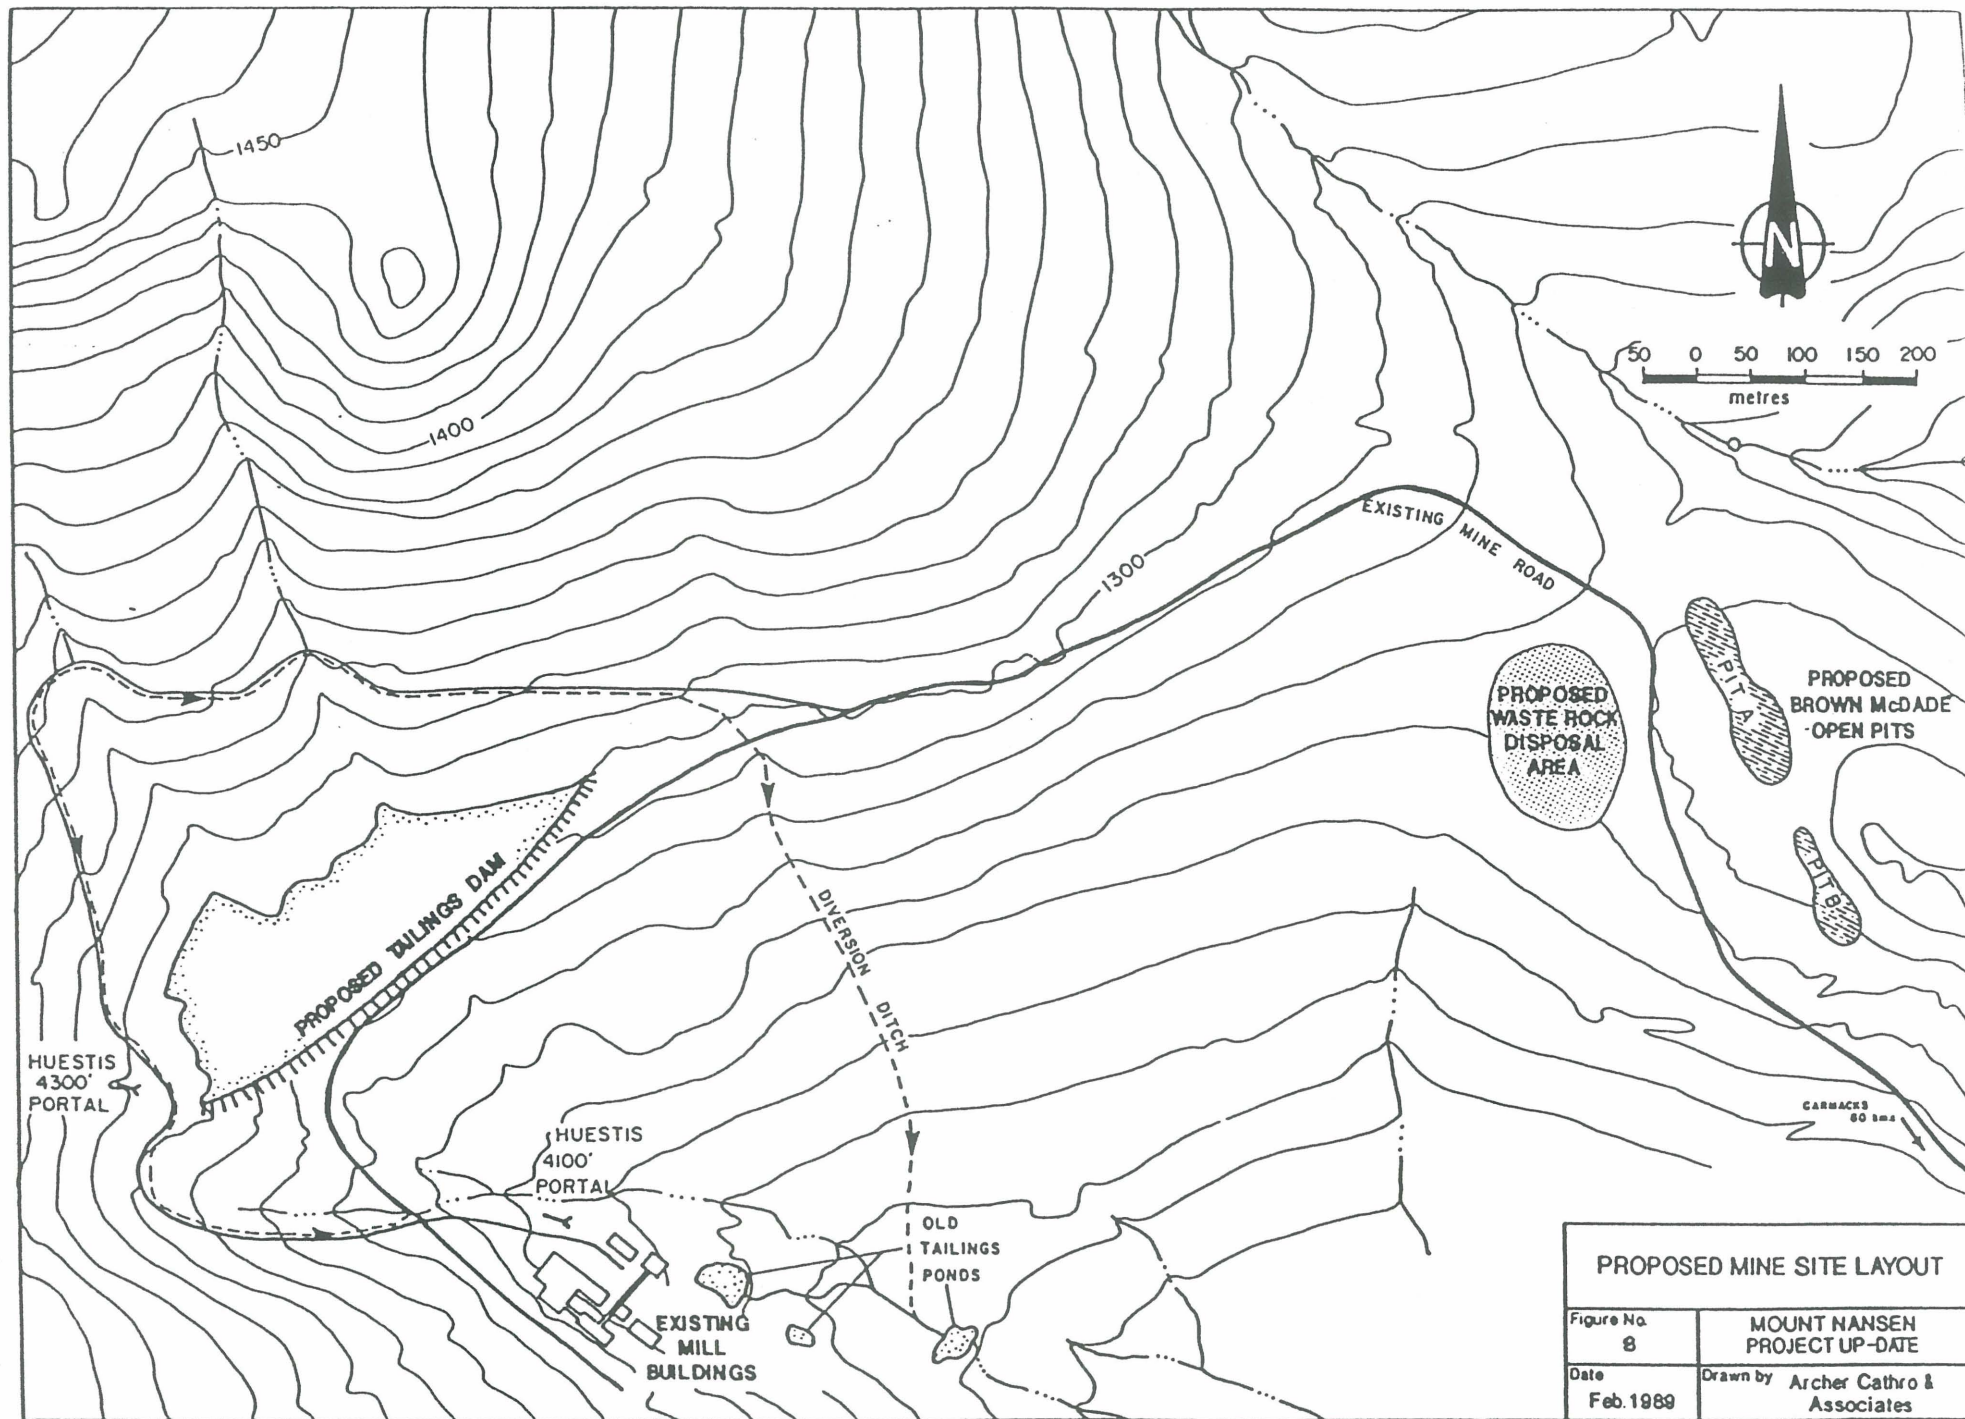 1450
1400
1300
N
50 0 50 100 150 200
metres
EXISTING MINE ROAD
PROPOSED
WASTE ROCK
DISPOSAL
AREA
PIT A
PROPOSED
BROWN McDADE
OPEN PITS
PIT B
PROPOSED TAILINGS DAM
DIVERSION DITCH
HUESTIS
4300'
PORTAL
CARMACKS
60 kms
HUESTIS
4100'
PORTAL
OLD
TAILINGS
PONDS
EXISTING
MILL
BUILDINGS
PROPOSED MINE SITE LAYOUT
Figure No.
8
MOUNT NANSEN
PROJECT UP-DATE
Date
Feb. 1989
Drawn by Archer Cathro &
Associates